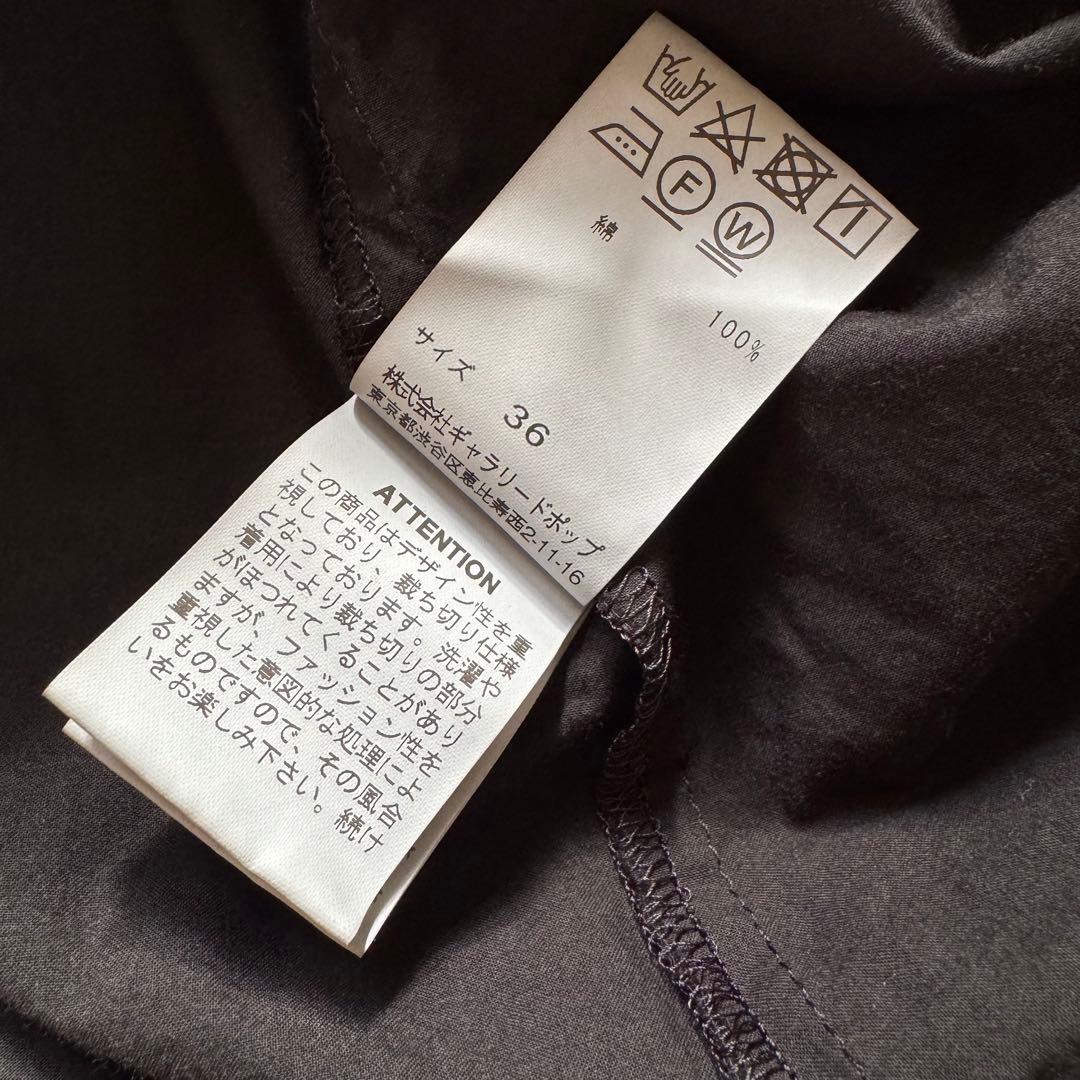 F
W
綿 100%
サイズ 36
株式会社ギャラリードポップ
東京都渋谷区恵比寿西2-11-16
ATTENTION
この商品はデザイン性を重
視しており、裁ち切り仕様
となっております。洗濯や
着用により裁ち切りの部分
がほつれてくることがあり
ますが、ファッション性を
重視した意図的な処理によ
るものですので、その風合
いをお楽しみ下さい。 続け